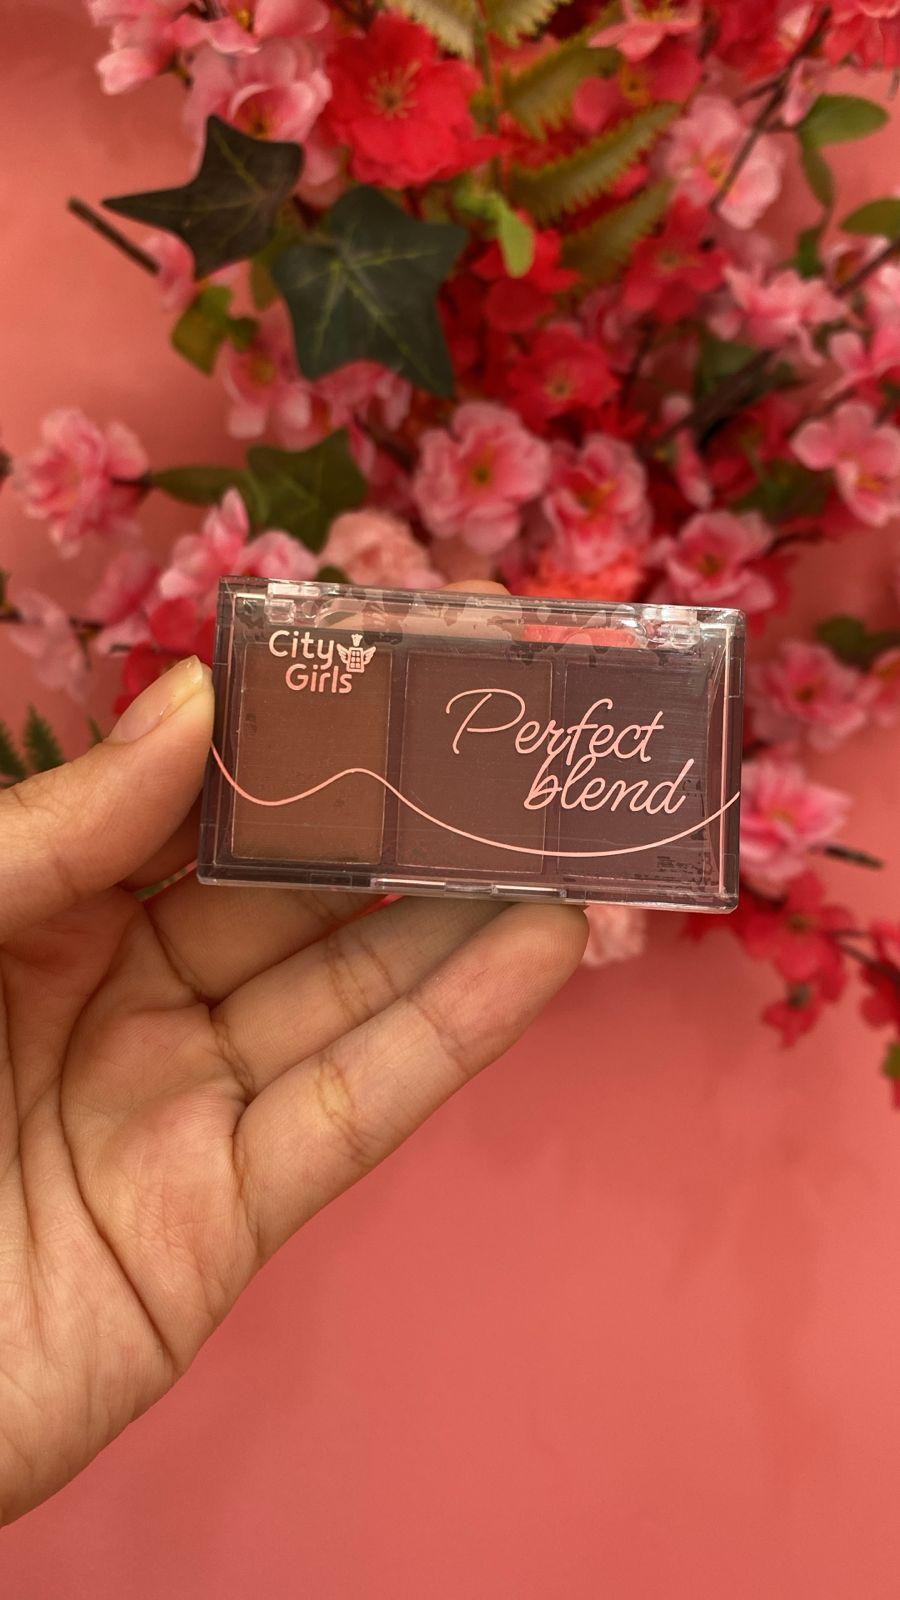 City
Girls
Perfect
blend